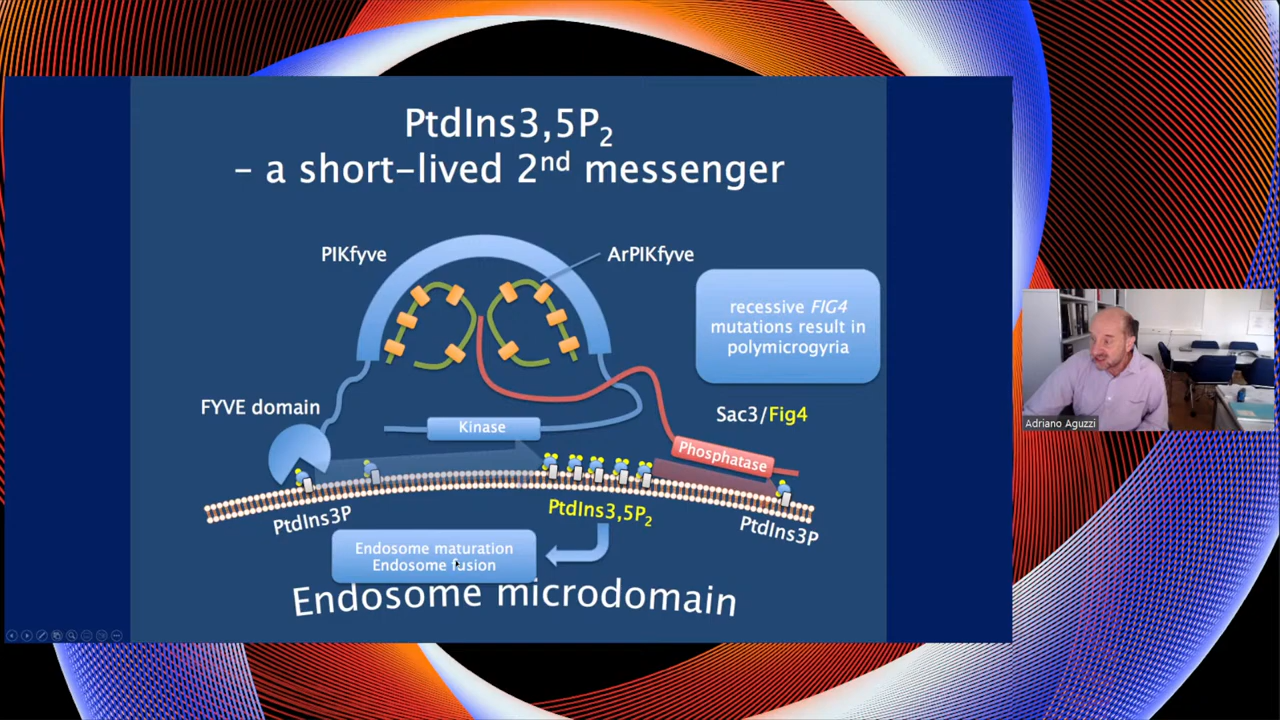 PtdIns3,5P₂
– a short-lived 2nd messenger
PIKfyve
ArPIKfyve
recessive FIG4
mutations result in
polymicrogyria
FYVE domain
Sac3/Fig4
Kinase
Phosphatase
PtdIns3P
PtdIns3,5P₂
PtdIns3P
Endosome maturation
Endosome fusion
Endosome microdomain
Adriano Aguzzi